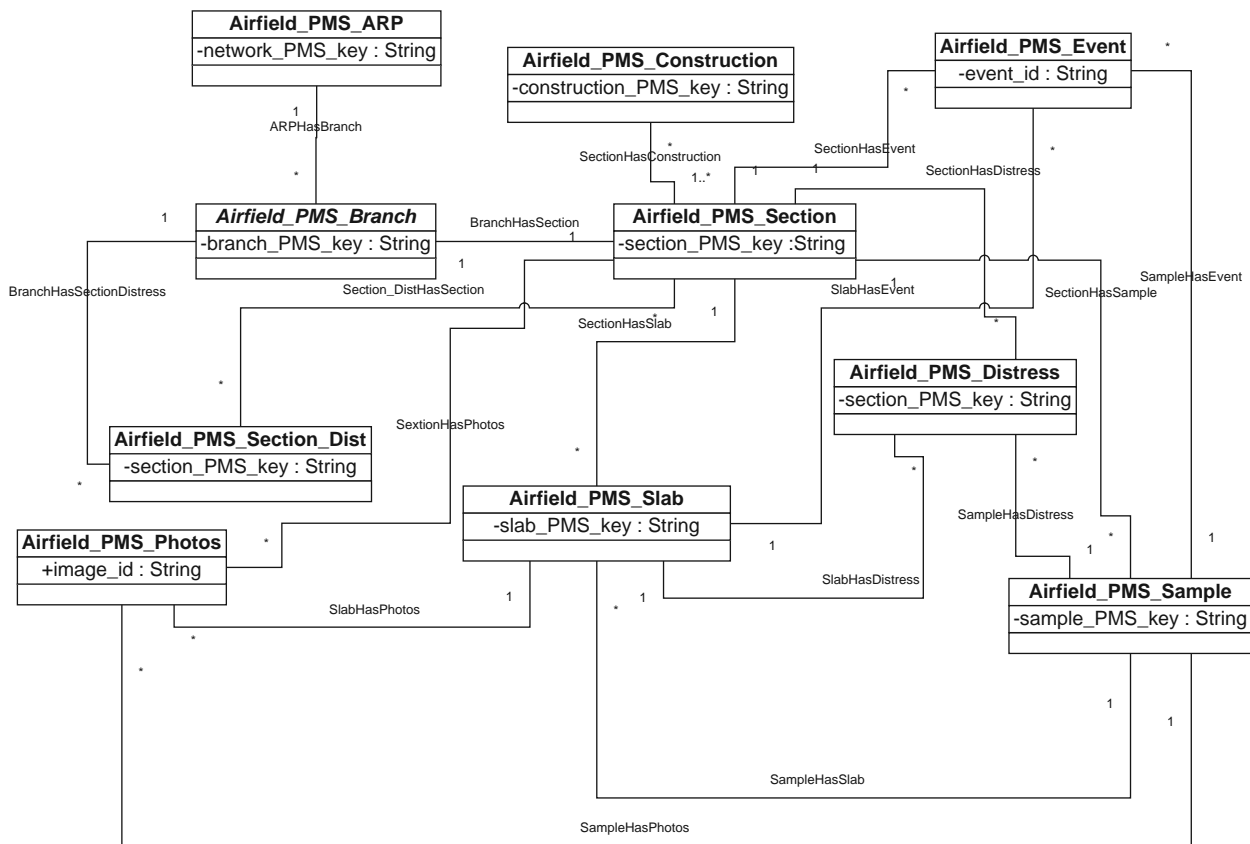 Airfield_PMS_ARP
-network_PMS_key : String
Airfield_PMS_Construction
-construction_PMS_key : String
Airfield_PMS_Event
-event_id : String
*
*
1
ARPHasBranch
*
SectionHasConstruction
*
1..*
SectionHasEvent
1
1
*
SectionHasDistress
*
1
Airfield_PMS_Branch
-branch_PMS_key : String
BranchHasSection
1
1
Airfield_PMS_Section
-section_PMS_key :String
BranchHasSectionDistress
Section_DistHasSection
SlabHasEvent
1
SectionHasSample
SampleHasEvent
*
SectionHasSlab
1
1
*
*
Airfield_PMS_Distress
-section_PMS_key : String
Airfield_PMS_Section_Dist
-section_PMS_key : String
SextionHasPhotos
*
*
*
*
Airfield_PMS_Slab
-slab_PMS_key : String
SampleHasDistress
Airfield_PMS_Photos
+image_id : String
*
1
1
*
1
SlabHasPhotos
1
*
1
SlabHasDistress
*
Airfield_PMS_Sample
-sample_PMS_key : String
*
*
1
1
SampleHasSlab
SampleHasPhotos